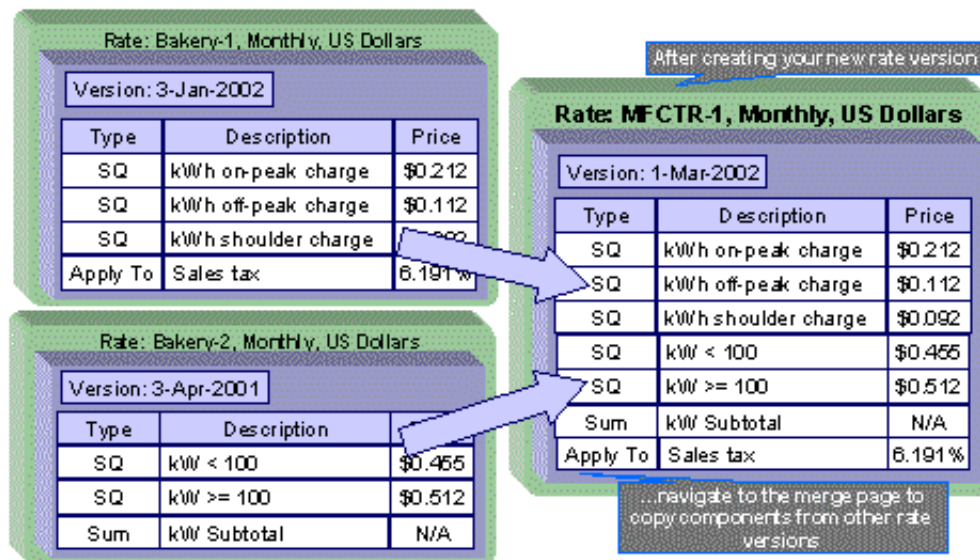 Rate: Bakery-1, Monthly, US Dollars
Version: 3-Jan-2002
Type Description Price
SQ kWh on-peak charge $0.212
SQ kWh off-peak charge $0.112
SQ kWh shoulder charge
Apply To Sales tax 6.191%
Rate: Bakery-2, Monthly, US Dollars
Version: 3-Apr-2001
Type Description
SQ kW < 100 $0.455
SQ kW >= 100 $0.512
Sum kW Subtotal N/A
After creating your new rate version
Rate: MFCTR-1, Monthly, US Dollars
Version: 1-Mar-2002
Type Description Price
SQ kWh on-peak charge $0.212
SQ kWh off-peak charge $0.112
SQ kWh shoulder charge $0.092
SQ kW < 100 $0.455
SQ kW >= 100 $0.512
Sum kW Subtotal N/A
Apply To Sales tax 6.191%
...navigate to the merge page to
copy components from other rate
versions